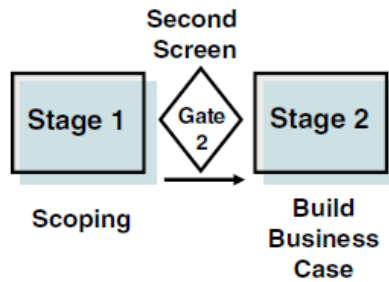 Second
Screen
Stage 1
Gate
2
Stage 2
Scoping
Build
Business
Case